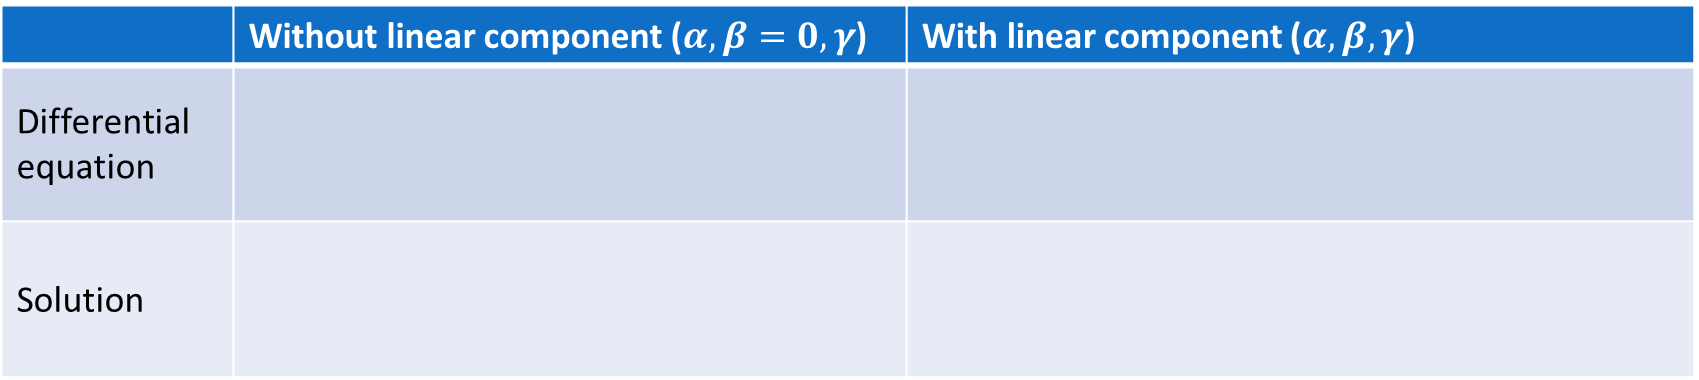 Without linear component (α, β = 0, γ)
With linear component (α, β, γ)
Differential
equation
Solution